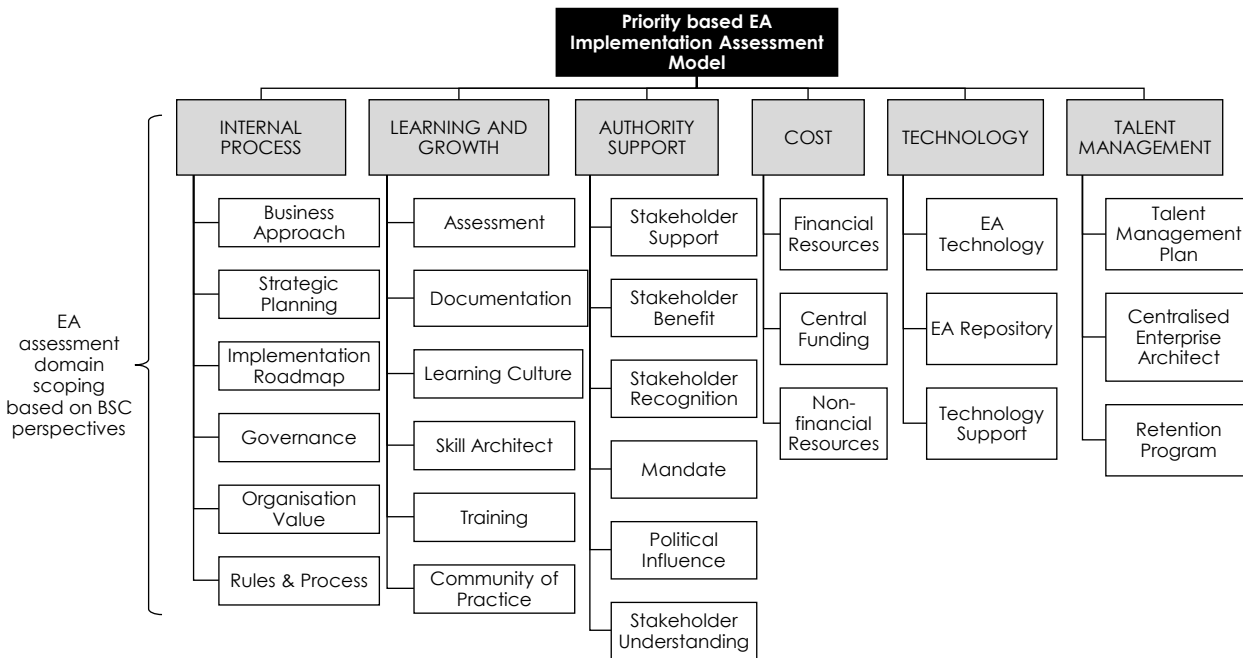 Priority based EA
Implementation Assessment
Model
INTERNAL
PROCESS
LEARNING AND
GROWTH
AUTHORITY
SUPPORT
COST
TECHNOLOGY
TALENT
MANAGEMENT
EA
assessment
domain
scoping
based on BSC
perspectives
Business
Approach
Strategic
Planning
Implementation
Roadmap
Governance
Organisation
Value
Rules & Process
Assessment
Documentation
Learning Culture
Skill Architect
Training
Community of
Practice
Stakeholder
Support
Stakeholder
Benefit
Stakeholder
Recognition
Mandate
Political
Influence
Stakeholder
Understanding
Financial
Resources
Central
Funding
Non-
financial
Resources
EA
Technology
EA Repository
Technology
Support
Talent
Management
Plan
Centralised
Enterprise
Architect
Retention
Program